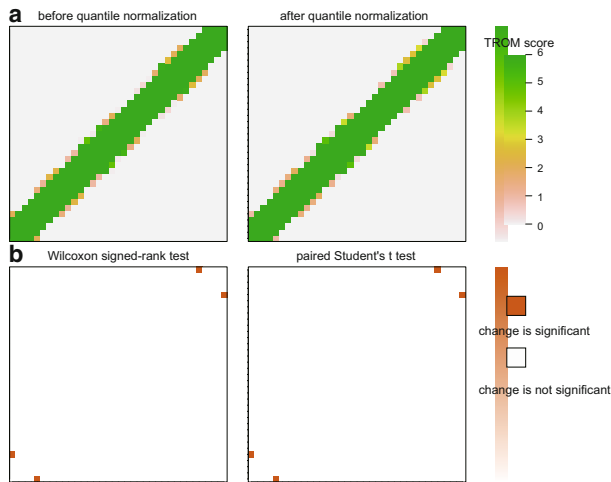 a
before quantile normalization
after quantile normalization
TROM score
6
5
4
3
2
1
0
b
Wilcoxon signed-rank test
paired Student's t test
change is significant
change is not significant